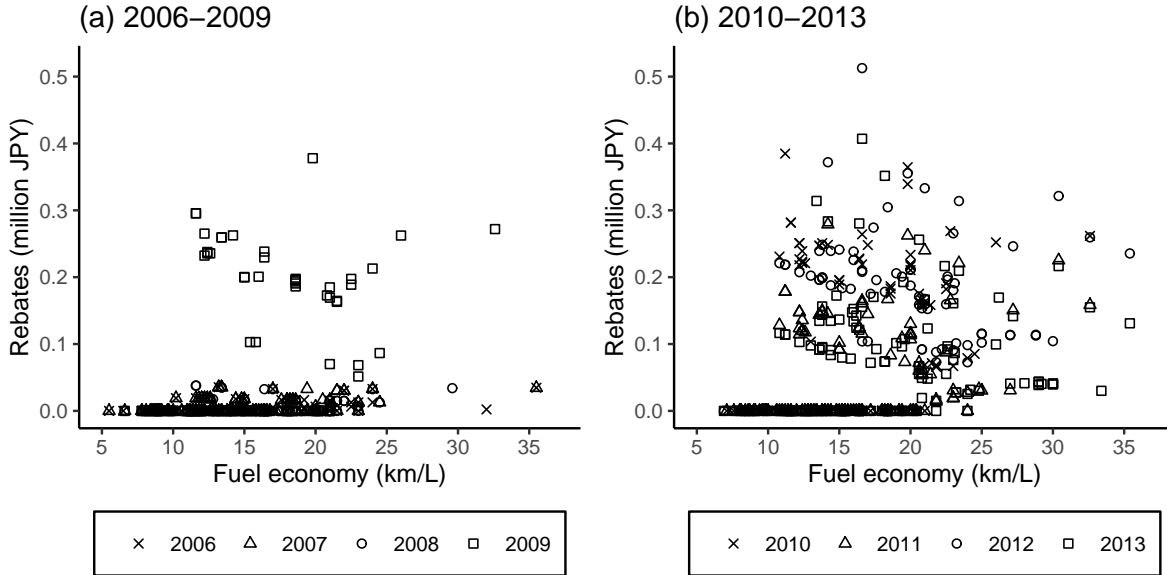 (a) 2006−2009
Rebates (million JPY)
0.5
0.4
0.3
0.2
0.1
0.0
5 10 15 20 25 30 35
Fuel economy (km/L)
2006 2007 2008 2009
(b) 2010−2013
Rebates (million JPY)
0.5
0.4
0.3
0.2
0.1
0.0
5 10 15 20 25 30 35
Fuel economy (km/L)
2010 2011 2012 2013